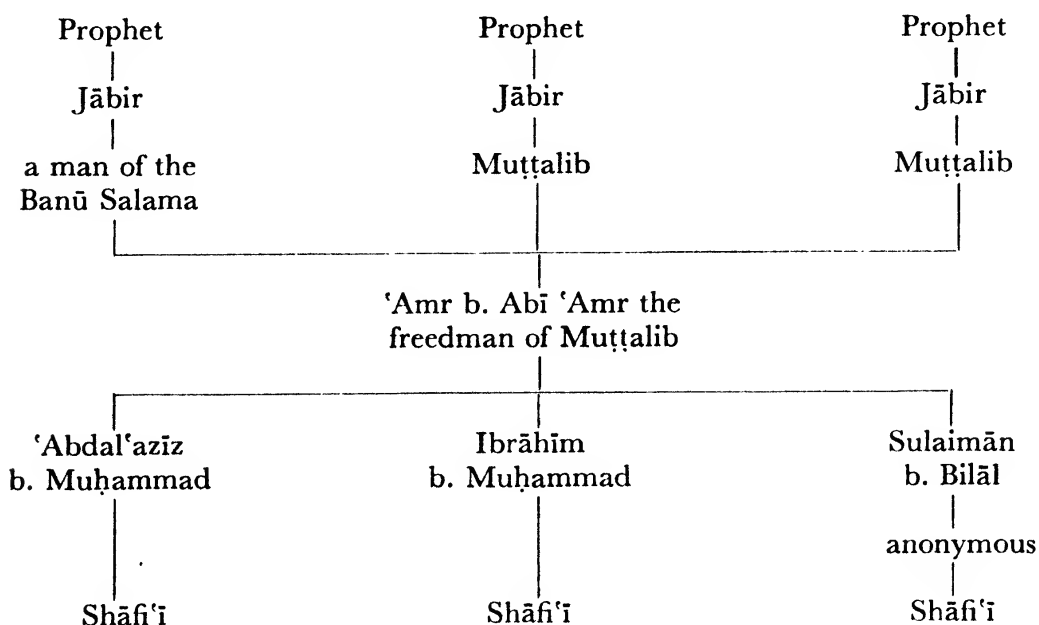 Prophet Prophet Prophet
Jābir Jābir Jābir
a man of the Muṭṭalib Muṭṭalib
Banū Salama
ʿAmr b. Abī ʿAmr the
freedman of Muṭṭalib
ʿAbdalʿazīz Ibrāhīm Sulaimān
b. Muḥammad b. Muḥammad b. Bilāl
anonymous
Shāfiʿī Shāfiʿī Shāfiʿī